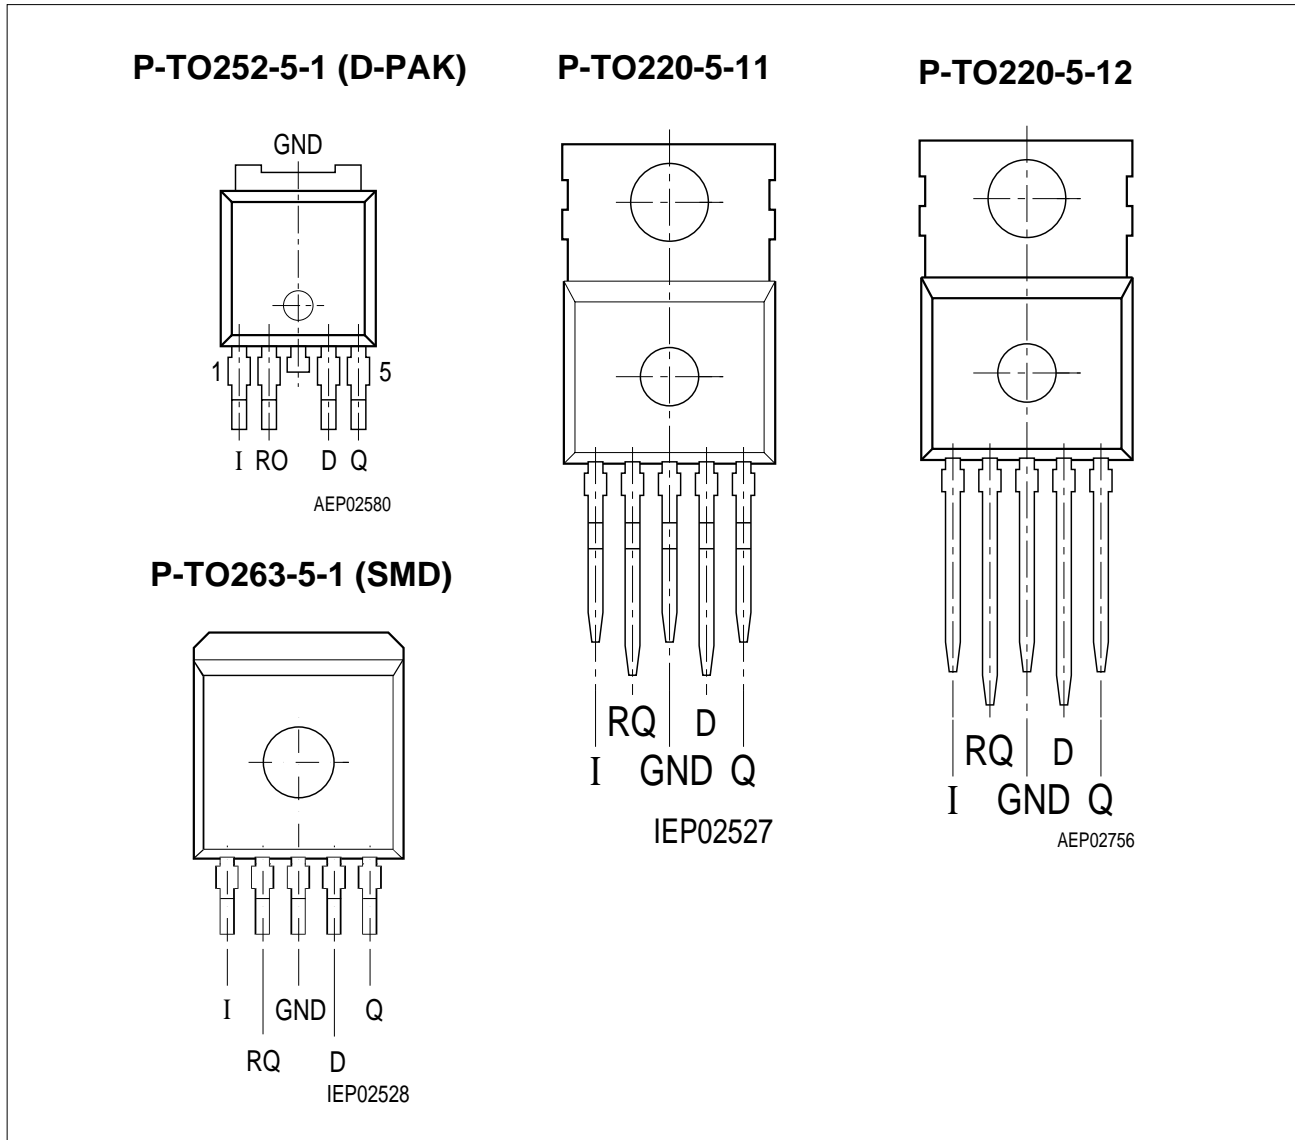 P-TO252-5-1 (D-PAK)
GND
1 5
I RO D Q
AEP02580
P-TO263-5-1 (SMD)
I GND Q
RQ D
IEP02528
P-TO220-5-11
RQ D
I GND Q
IEP02527
P-TO220-5-12
RQ D
I GND Q
AEP02756